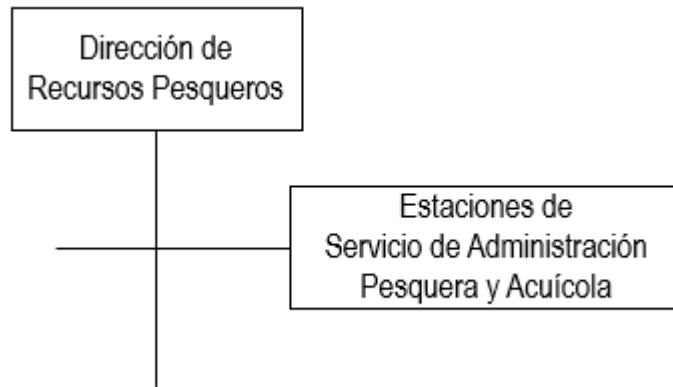 Dirección de
Recursos Pesqueros
Estaciones de
Servicio de Administración
Pesquera y Acuícola